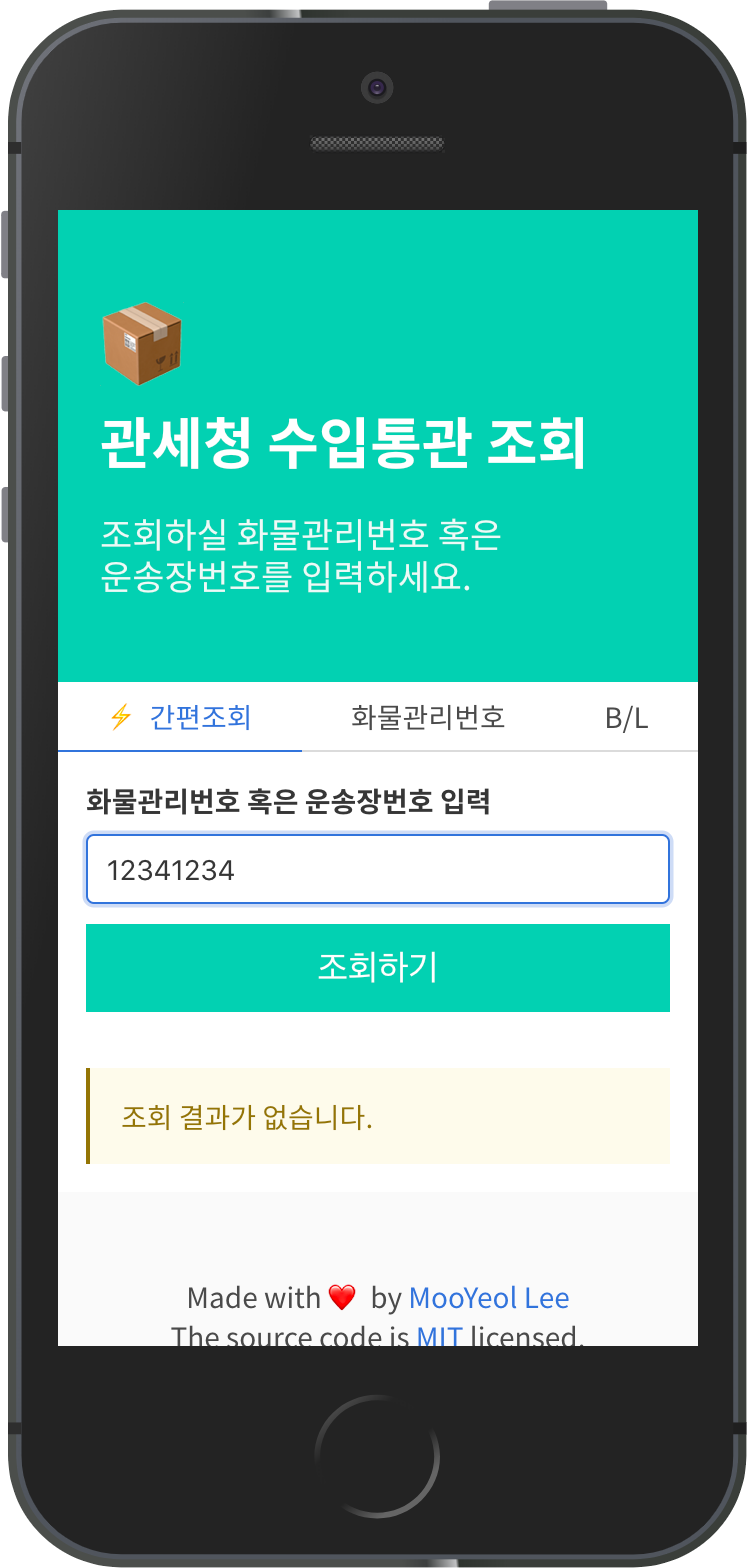 관세청 수입통관 조회
조회하실 화물관리번호 혹은
운송장번호를 입력하세요.
⚡ 간편조회 화물관리번호 B/L
화물관리번호 혹은 운송장번호 입력
12341234
조회하기
조회 결과가 없습니다.
Made with ❤️ by MooYeol Lee
The source code is MIT licensed.